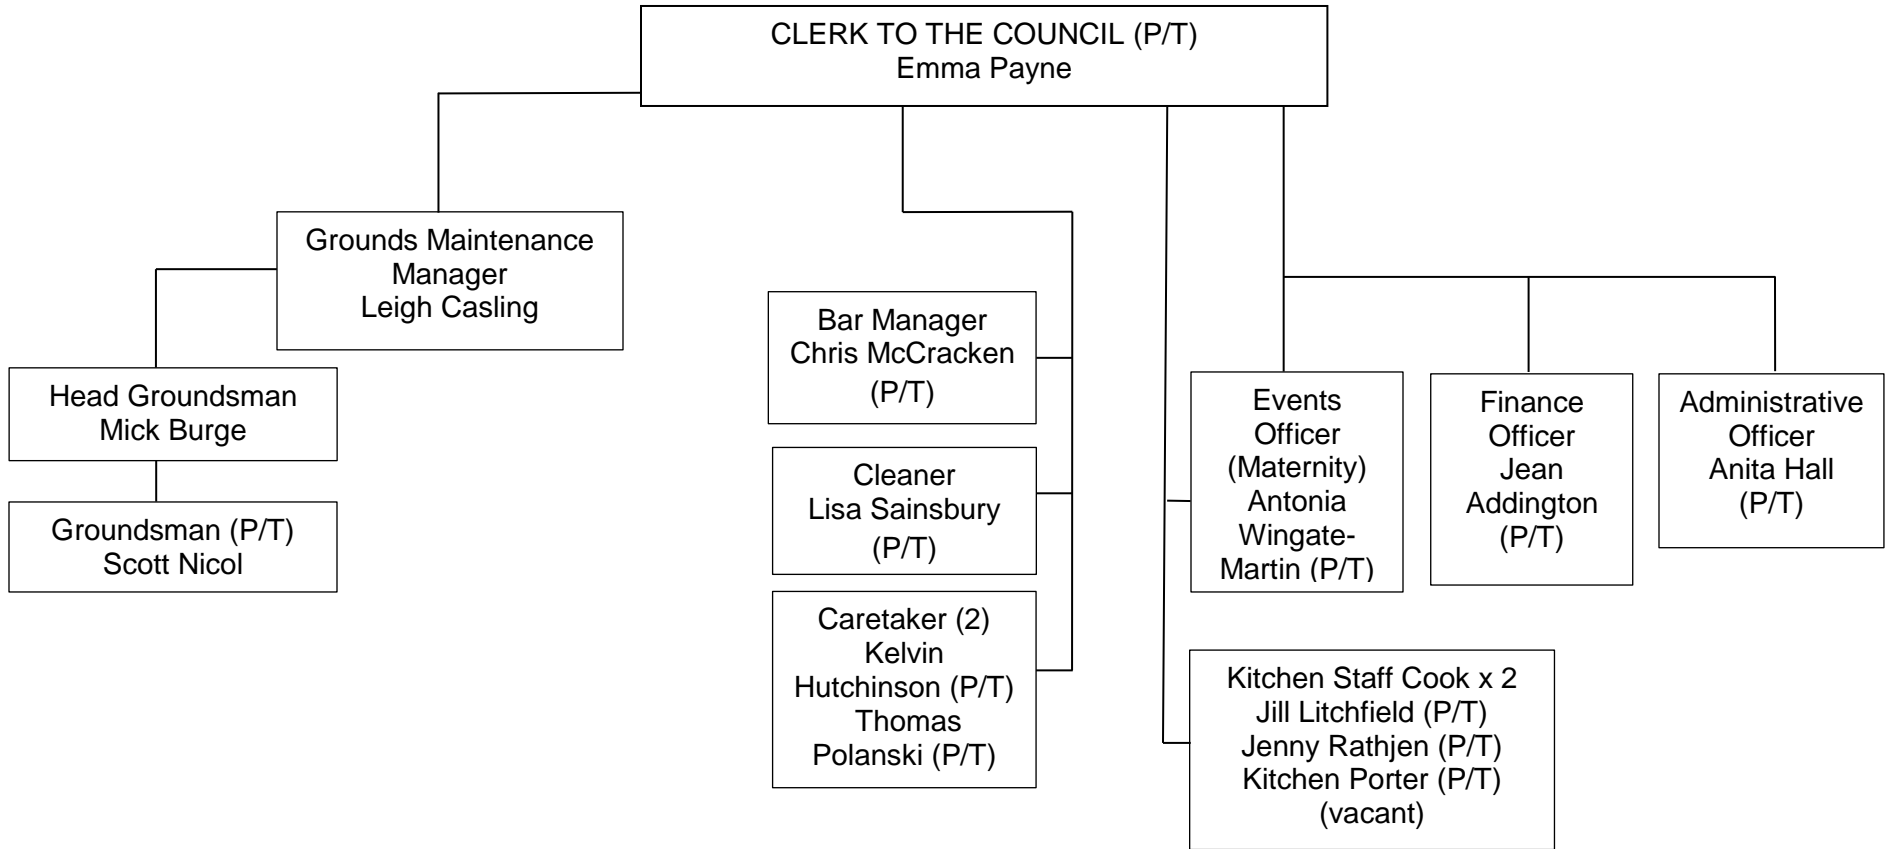 CLERK TO THE COUNCIL (P/T)
Emma Payne
Grounds Maintenance
Manager
Leigh Casling
Head Groundsman
Mick Burge
Groundsman (P/T)
Scott Nicol
Bar Manager
Chris McCracken
(P/T)
Cleaner
Lisa Sainsbury
(P/T)
Caretaker (2)
Kelvin
Hutchinson (P/T)
Thomas
Polanski (P/T)
Events
Officer
(Maternity)
Antonia
Wingate-
Martin (P/T)
Finance
Officer
Jean
Addington
(P/T)
Administrative
Officer
Anita Hall
(P/T)
Kitchen Staff Cook x 2
Jill Litchfield (P/T)
Jenny Rathjen (P/T)
Kitchen Porter (P/T)
(vacant)